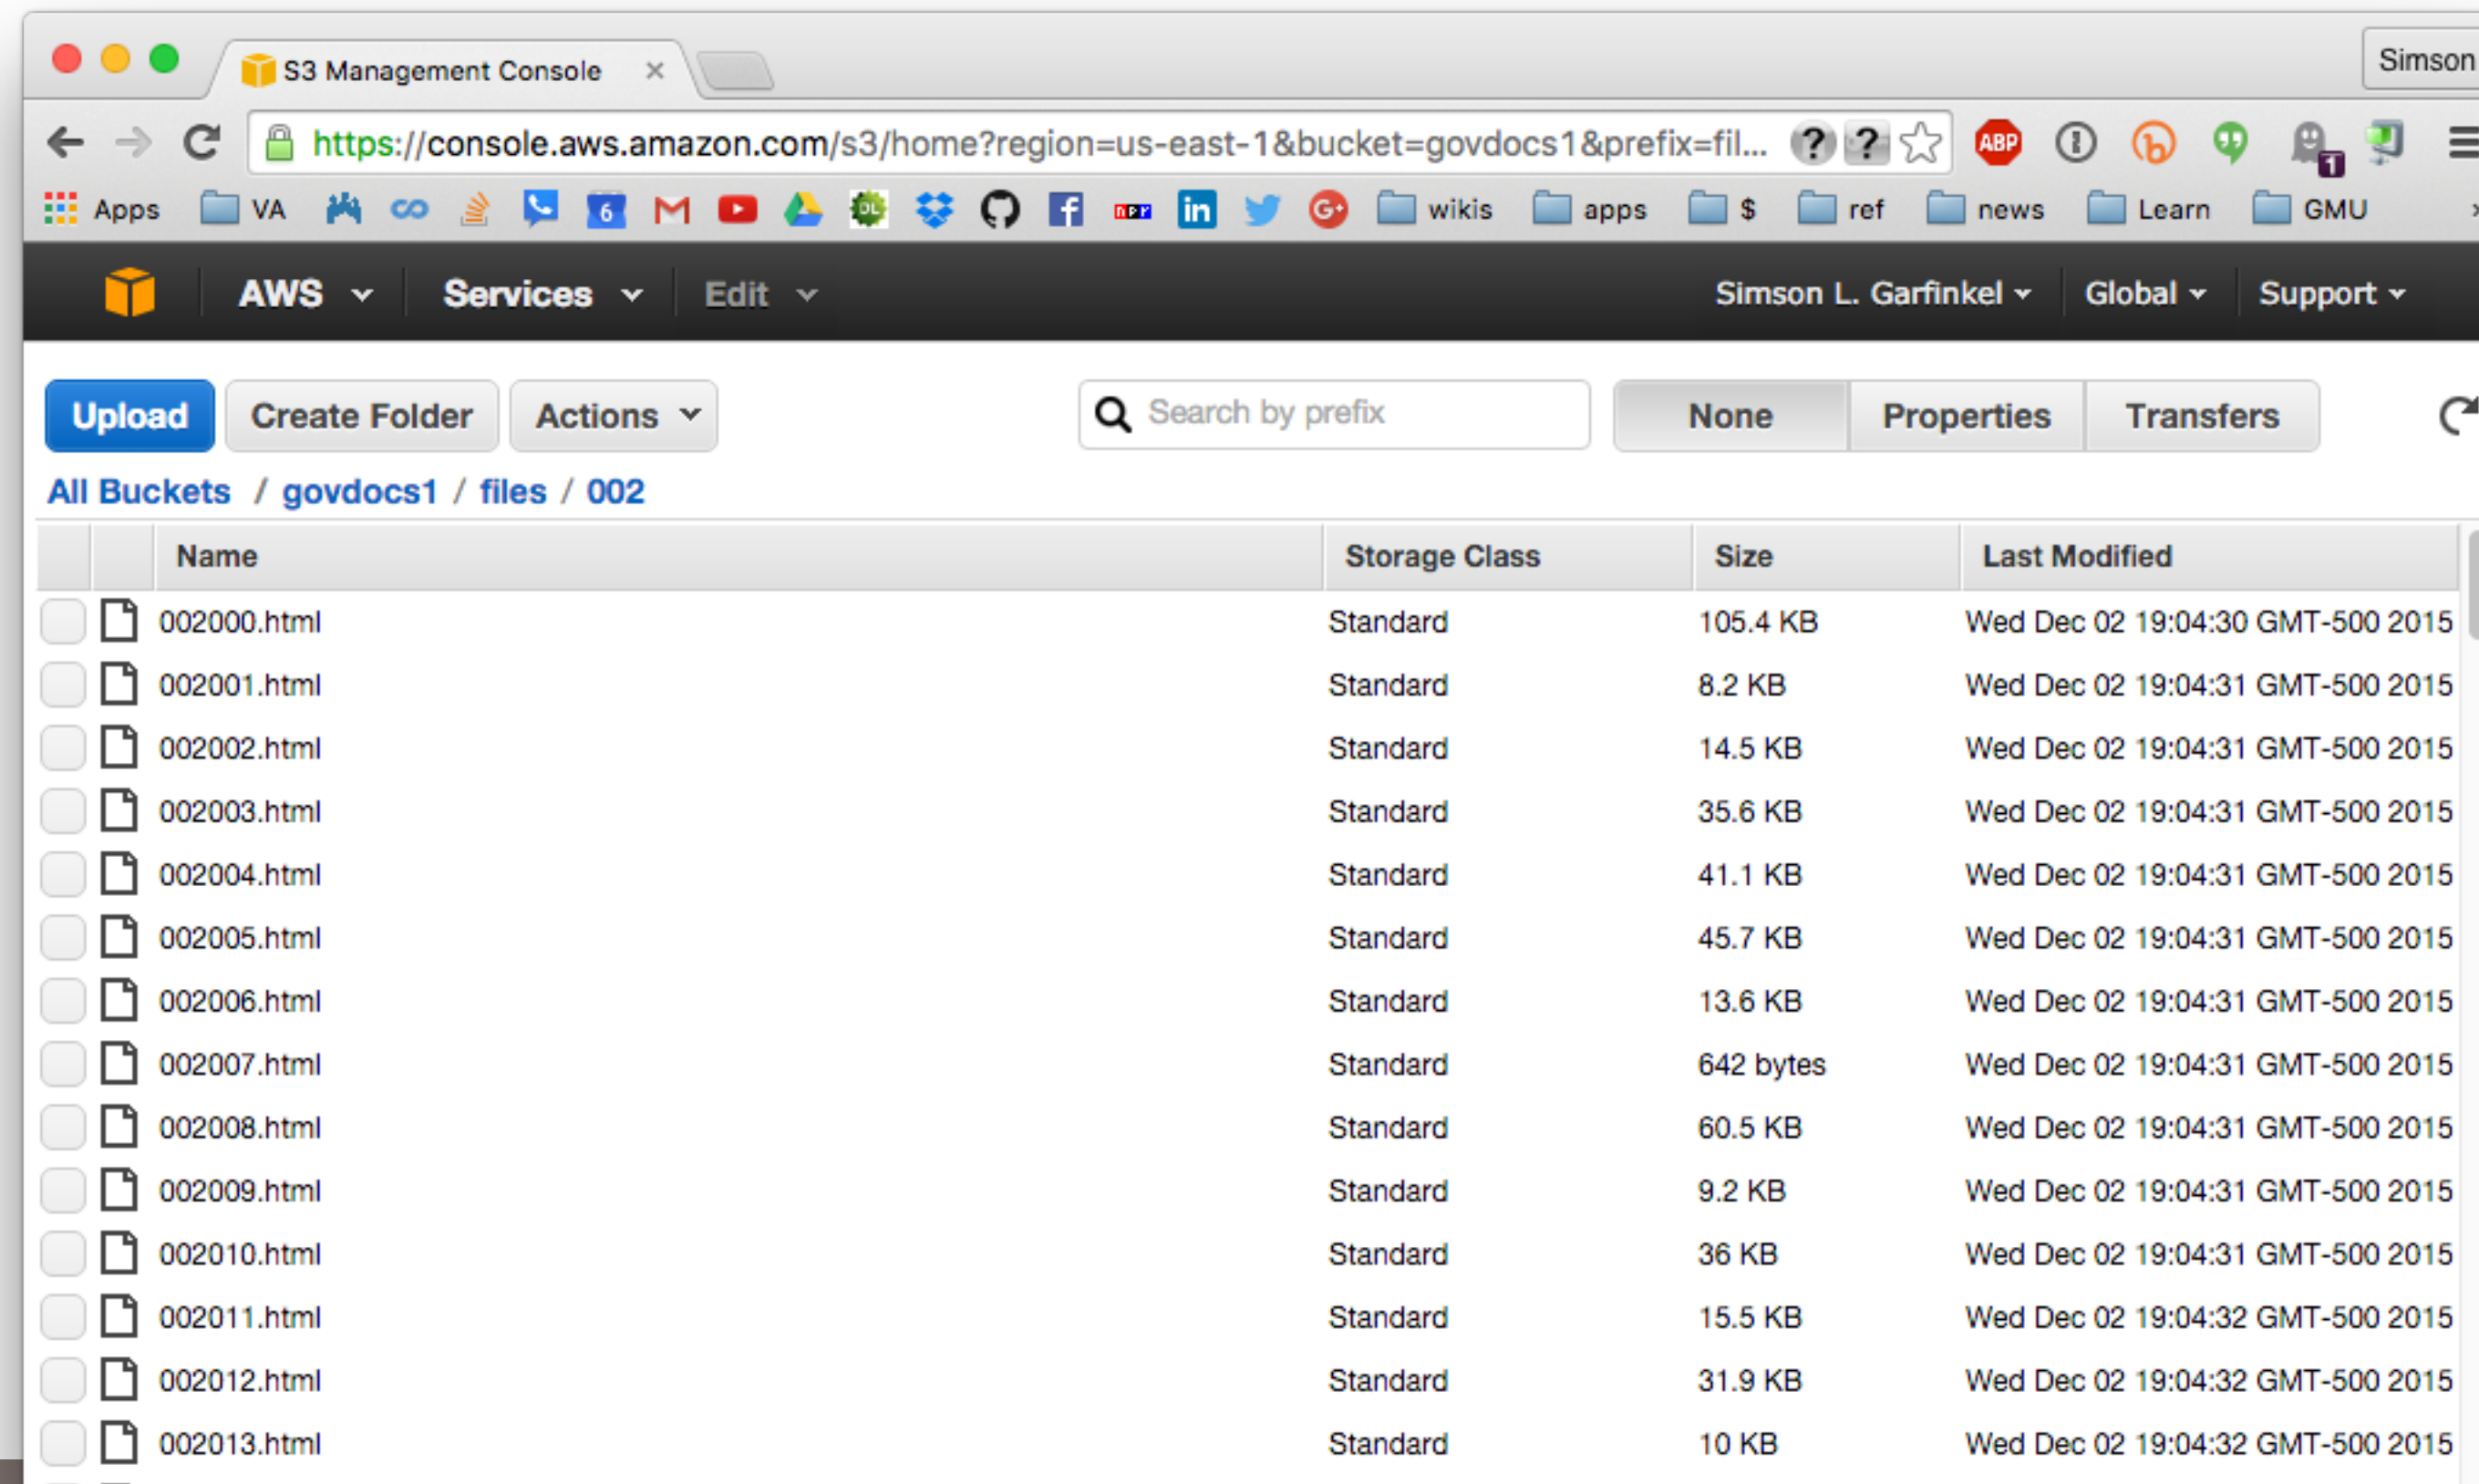 S3 Management Console
Simson
https://console.aws.amazon.com/s3/home?region=us-east-1&bucket=govdocs1&prefix=fil... ? ? ABP 1
Apps VA 6 OL npr in G+ wikis apps $ ref news Learn GMU
AWS Services Edit Simson L. Garfinkel Global Support
Upload Create Folder Actions Search by prefix None Properties Transfers
All Buckets / govdocs1 / files / 002
Name Storage Class Size Last Modified
002000.html Standard 105.4 KB Wed Dec 02 19:04:30 GMT-500 2015
002001.html Standard 8.2 KB Wed Dec 02 19:04:31 GMT-500 2015
002002.html Standard 14.5 KB Wed Dec 02 19:04:31 GMT-500 2015
002003.html Standard 35.6 KB Wed Dec 02 19:04:31 GMT-500 2015
002004.html Standard 41.1 KB Wed Dec 02 19:04:31 GMT-500 2015
002005.html Standard 45.7 KB Wed Dec 02 19:04:31 GMT-500 2015
002006.html Standard 13.6 KB Wed Dec 02 19:04:31 GMT-500 2015
002007.html Standard 642 bytes Wed Dec 02 19:04:31 GMT-500 2015
002008.html Standard 60.5 KB Wed Dec 02 19:04:31 GMT-500 2015
002009.html Standard 9.2 KB Wed Dec 02 19:04:31 GMT-500 2015
002010.html Standard 36 KB Wed Dec 02 19:04:31 GMT-500 2015
002011.html Standard 15.5 KB Wed Dec 02 19:04:32 GMT-500 2015
002012.html Standard 31.9 KB Wed Dec 02 19:04:32 GMT-500 2015
002013.html Standard 10 KB Wed Dec 02 19:04:32 GMT-500 2015